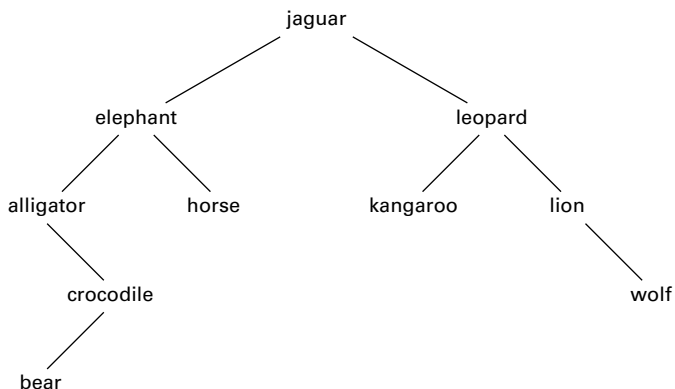 jaguar
elephant leopard
alligator horse kangaroo lion
crocodile wolf
bear